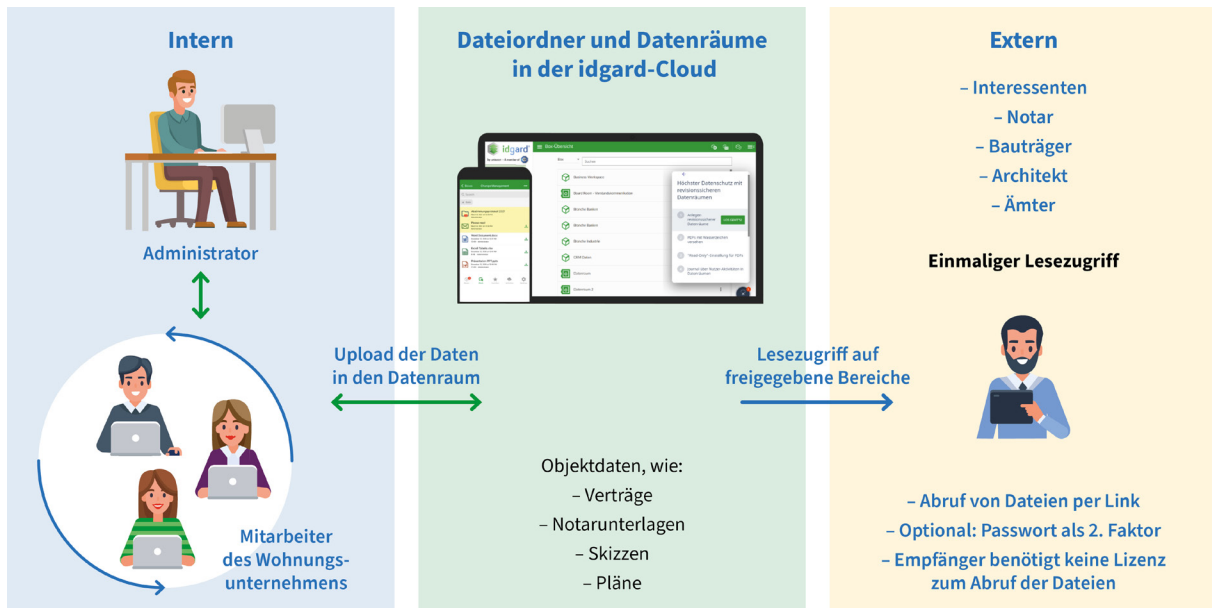 Intern
Administrator
Mitarbeiter
des Wohnungs-
unternehmens
Upload der Daten
in den Datenraum
Dateiordner und Datenräume
in der idgard-Cloud
idgard
Box-Übersicht
Suchen
Höchster Datenschutz mit
revisionssicheren
Datenräumen
Objektdaten, wie:
– Verträge
– Notarunterlagen
– Skizzen
– Pläne
Lesezugriff auf
freigegebene Bereiche
Extern
– Interessenten
– Notar
– Bauträger
– Architekt
– Ämter
Einmaliger Lesezugriff
– Abruf von Dateien per Link
– Optional: Passwort als 2. Faktor
– Empfänger benötigt keine Lizenz
zum Abruf der Dateien